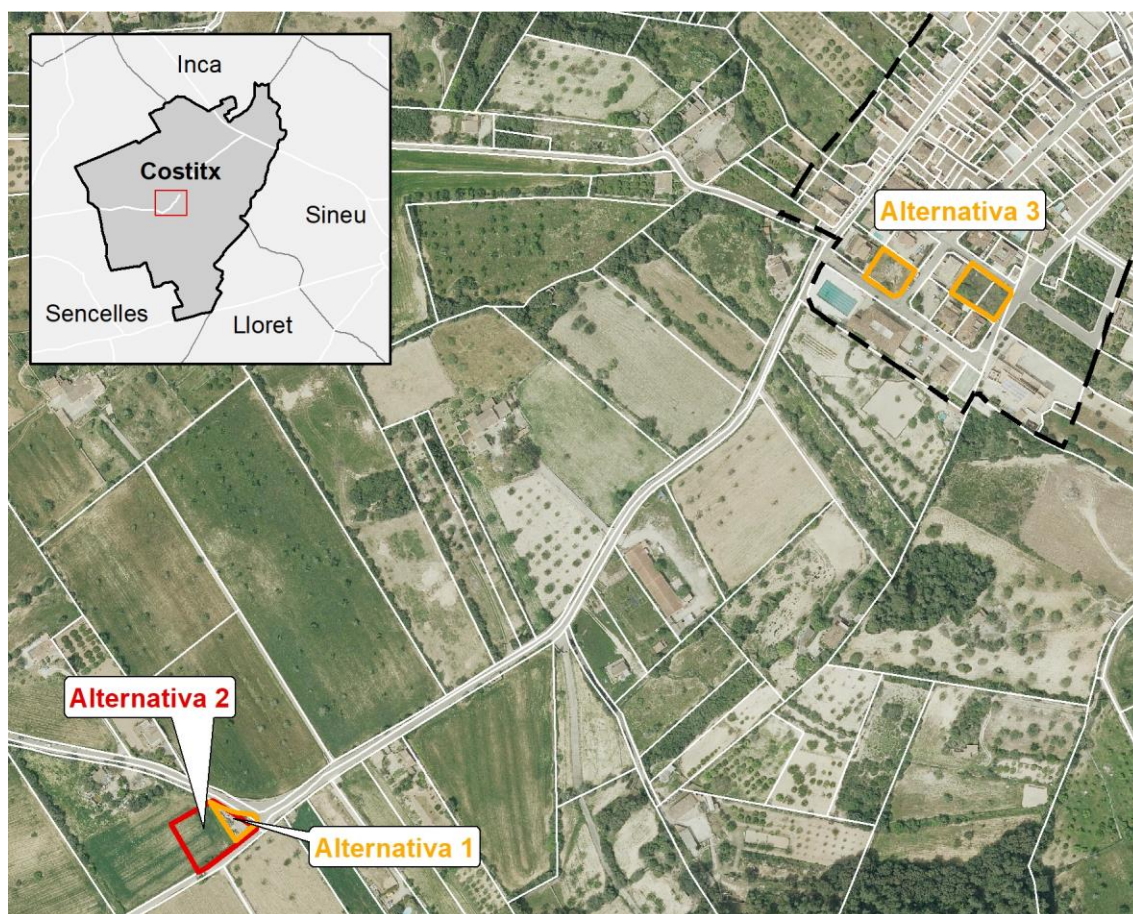 Inca
Costitx
Sineu
Sencelles
Lloret
Alternativa 3
Alternativa 2
Alternativa 1